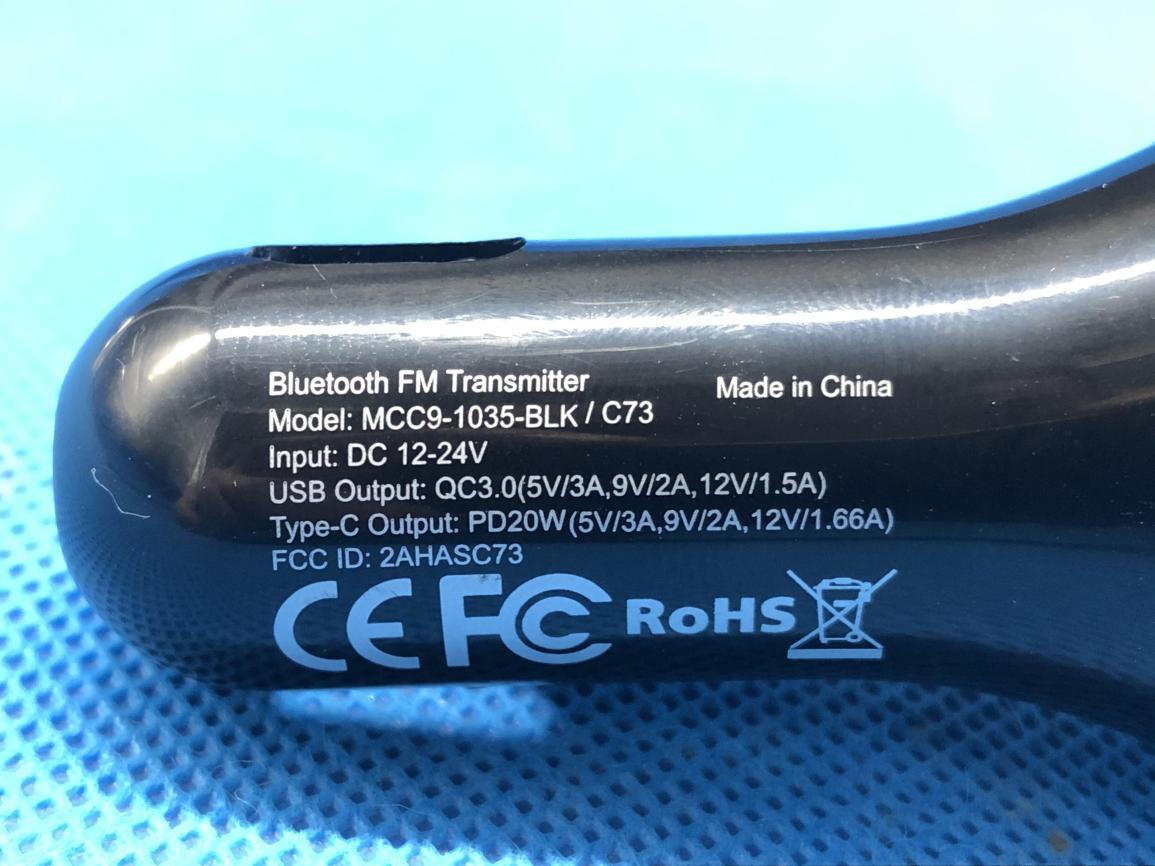 Bluetooth FM Transmitter
Made in China
Model: MCC9-1035-BLK / C73
Input: DC 12-24V
USB Output: QC3.0(5V/3A,9V/2A,12V/1.5A)
Type-C Output: PD20W(5V/3A,9V/2A,12V/1.66A)
FCC ID: 2AHASC73
CE FC RoHS